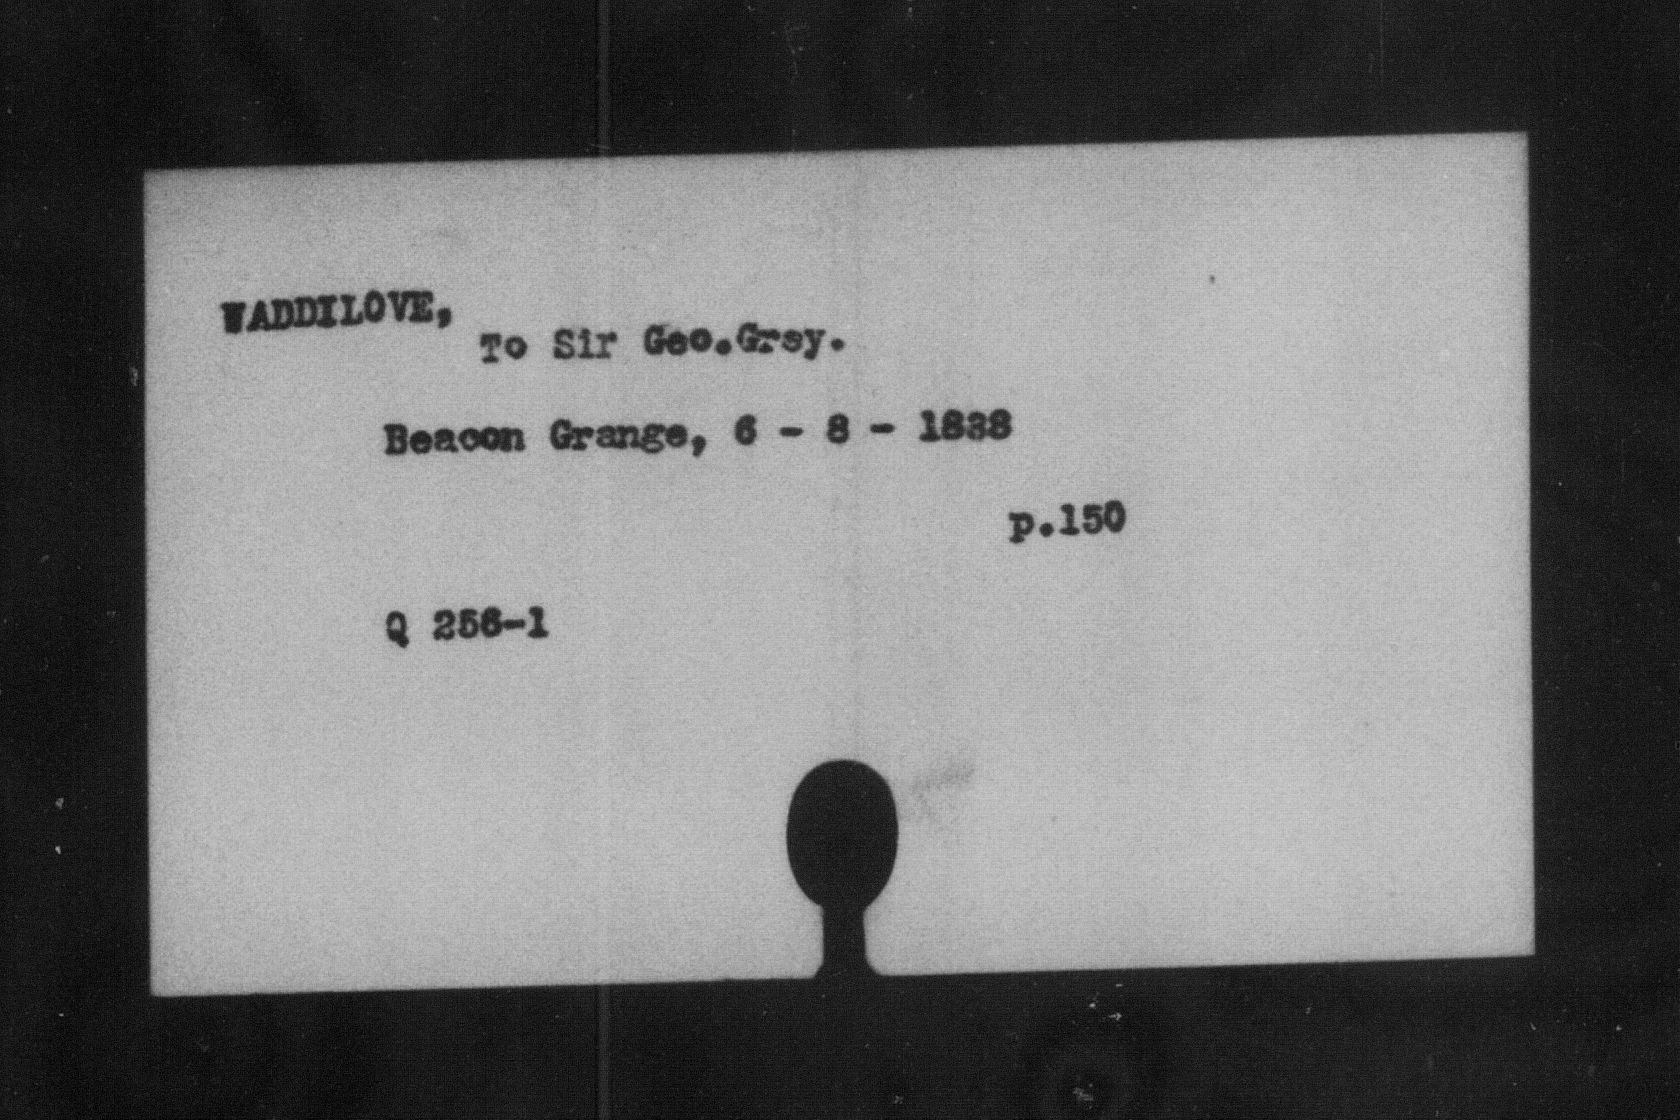 WADDILOVE,
To Sir Geo.Grey.
Beacon Grange, 6 - 8 - 1838
p.150
Q 256-1